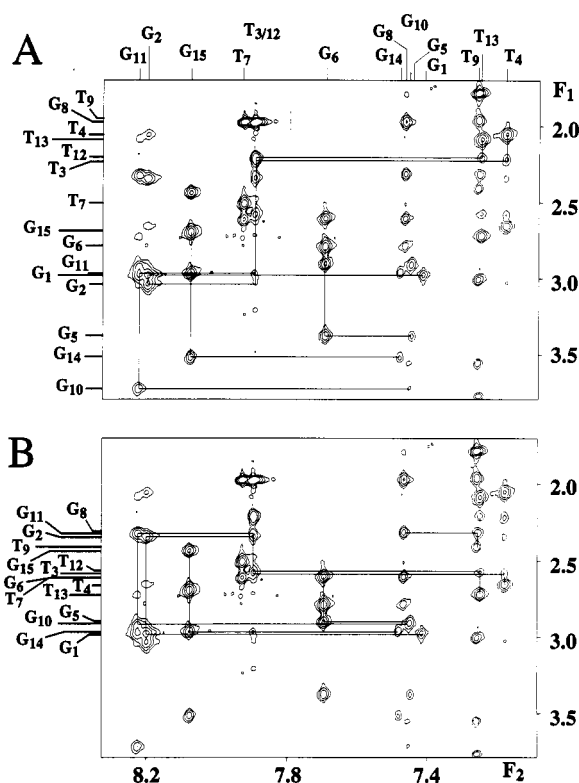 G10
T3/12
G2
G8 G5 T13
G11 G15 T7 G6 G14 G1 T9 T4
A
F1
T9
G8
T4
T13
T12
T3
T7
G15
G6
G11
G1
G2
G5
G14
G10
2.0
2.5
3.0
3.5
B
G11 G8
G2
T9
G15 T3 T12
G6
T7 T13 T4
G10 G5
G14 G1
2.0
2.5
3.0
3.5
8.2 7.8 7.4 F2